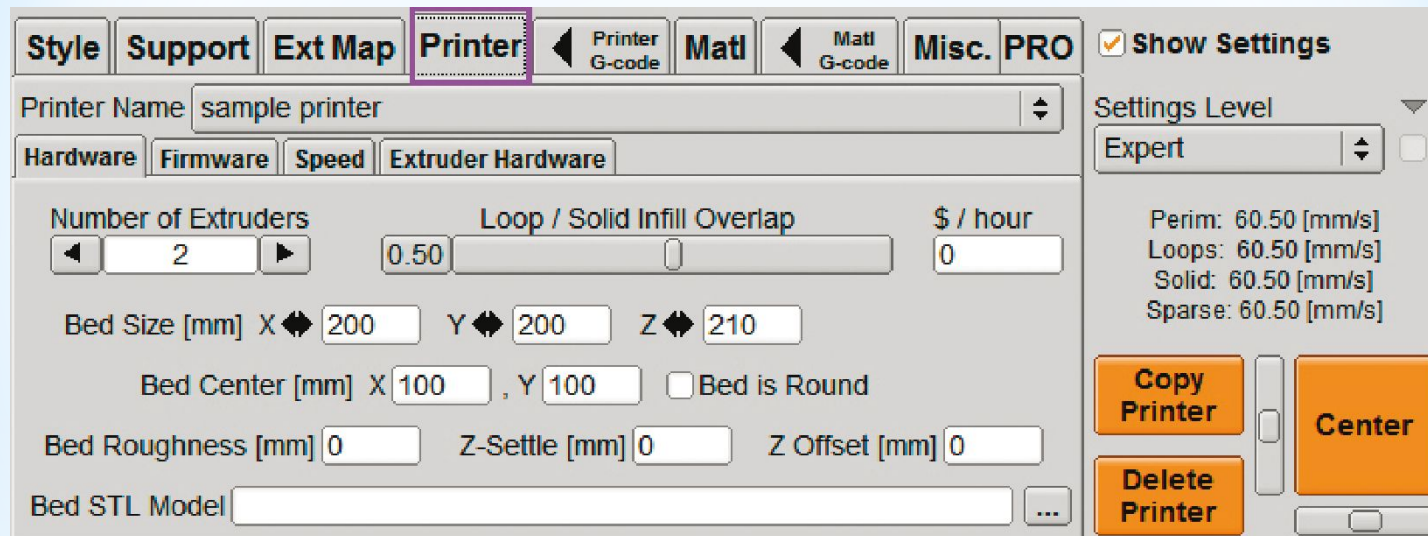 Style Support Ext Map Printer Printer G-code Matl Matl G-code Misc. PRO Show Settings
Printer Name sample printer
Settings Level
Hardware Firmware Speed Extruder Hardware
Expert
Number of Extruders Loop / Solid Infill Overlap $ / hour
2 0.50 0
Perim: 60.50 [mm/s]
Loops: 60.50 [mm/s]
Solid: 60.50 [mm/s]
Sparse: 60.50 [mm/s]
Bed Size [mm] X 200 Y 200 Z 210
Bed Center [mm] X 100 , Y 100 Bed is Round
Bed Roughness [mm] 0 Z-Settle [mm] 0 Z Offset [mm] 0
Bed STL Model ...
Copy
Printer
Center
Delete
Printer